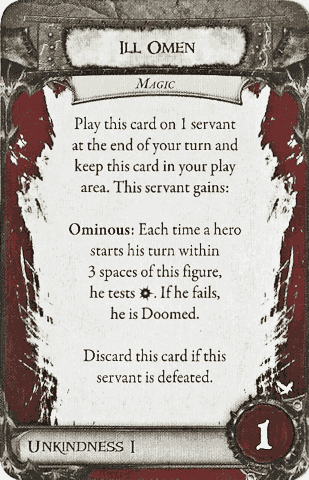 Ill Omen
Magic
Play this card on 1 servant
at the end of your turn and
keep this card in your play
area. This servant gains:
Ominous: Each time a hero
starts his turn within
3 spaces of this figure,
he tests . If he fails,
he is Doomed.
Discard this card if this
servant is defeated.
Unkindness I
1